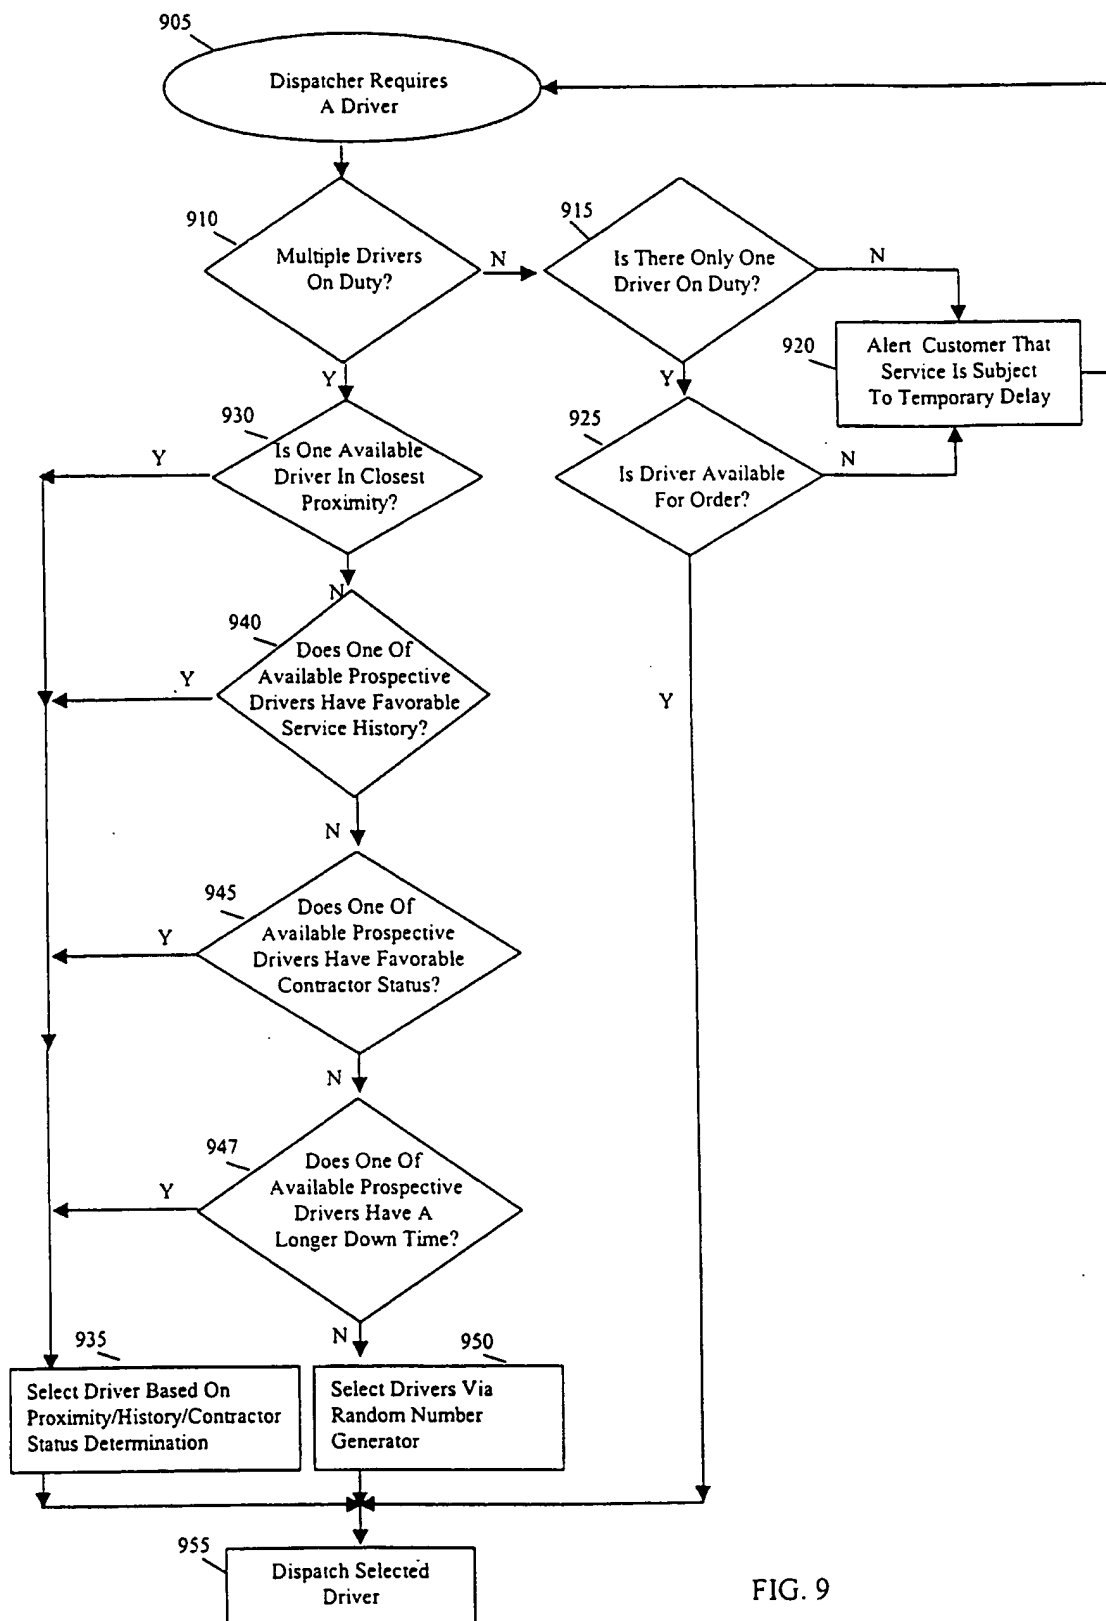 905
Dispatcher Requires
A Driver
910
Multiple Drivers
On Duty?
N
915
Is There Only One
Driver On Duty?
N
920
Alert Customer That
Service Is Subject
To Temporary Delay
Y
Y
930
Is One Available
Driver In Closest
Proximity?
Y
925
Is Driver Available
For Order?
N
N
940
Does One Of
Available Prospective
Drivers Have Favorable
Service History?
Y
Y
N
945
Does One Of
Available Prospective
Drivers Have Favorable
Contractor Status?
Y
N
947
Does One Of
Available Prospective
Drivers Have A
Longer Down Time?
Y
N
935
Select Driver Based On
Proximity/History/Contractor
Status Determination
950
Select Drivers Via
Random Number
Generator
955
Dispatch Selected
Driver
FIG. 9